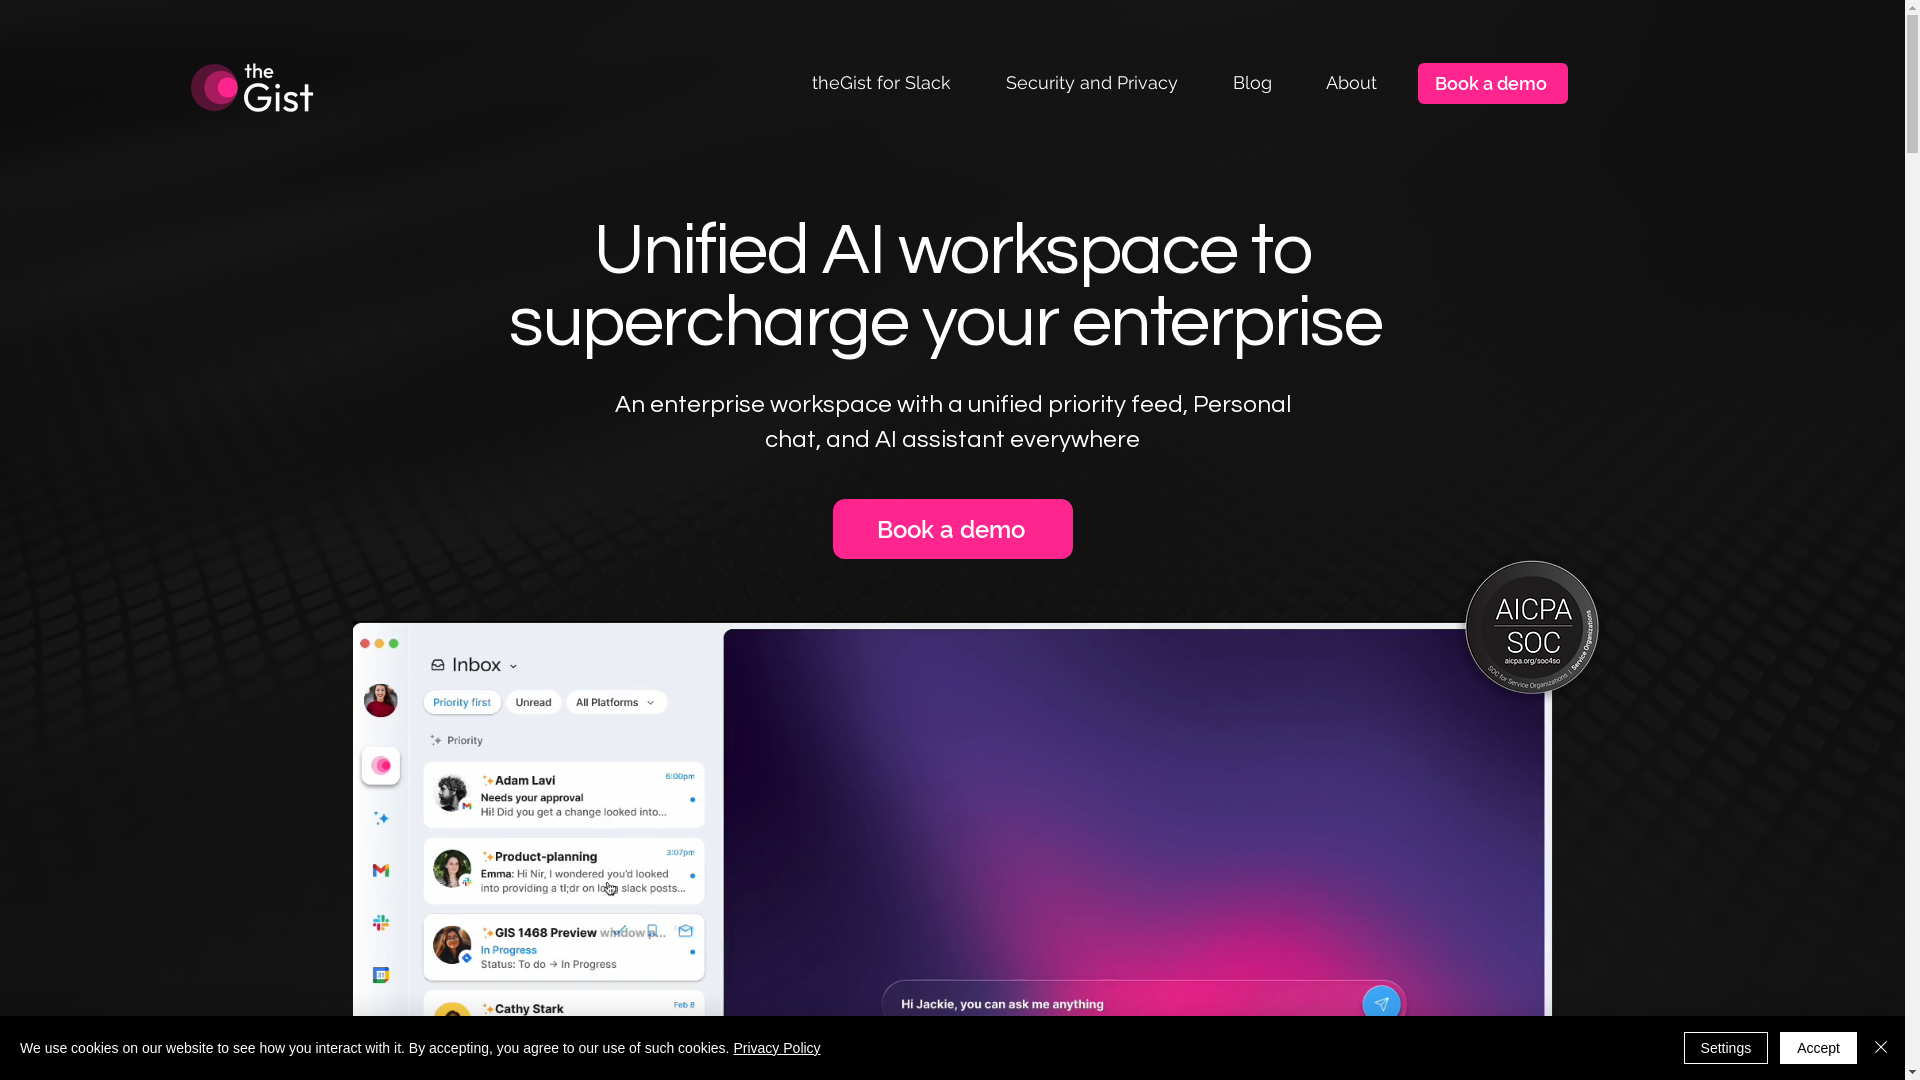 the
Gist
theGist for Slack
Security and Privacy
Blog
About
Book a demo
Unified AI workspace to
supercharge your enterprise
An enterprise workspace with a unified priority feed, Personal
chat, and AI assistant everywhere
Book a demo
AICPA
SOC
aicpa.org/soc4so
SOC for Service Organizations | Service Organizations
Inbox
Priority first
Unread
All Platforms
Priority
Adam Lavi
6:00pm
Needs your approval
Hi! Did you get a change looked into...
Product-planning
3:07pm
Emma: Hi Nir, I wondered you'd looked
into providing a tl;dr on long slack posts...
GIS 1468 Preview window p...
In Progress
Status: To do → In Progress
31
Cathy Stark
Feb 8
Hi Jackie, you can ask me anything
We use cookies on our website to see how you interact with it. By accepting, you agree to our use of such cookies. Privacy Policy
Settings
Accept